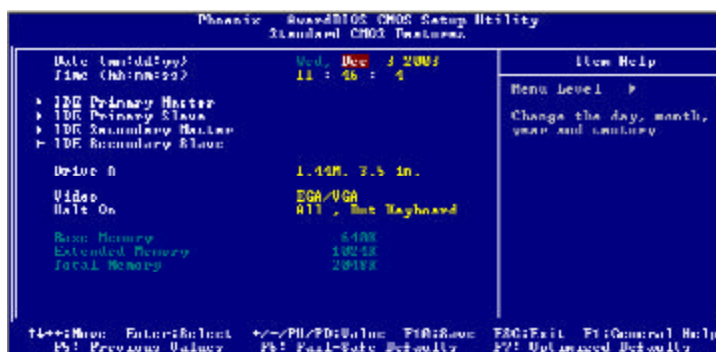 Phoenix - AwardBIOS CMOS Setup Utility
Standard CMOS Features
Date (mm:dd:yy) Wed, Dec 3 2003
Time (hh:mm:ss) 11 : 46 : 4
IDE Primary Master
IDE Primary Slave
IDE Secondary Master
IDE Secondary Slave
Drive A 1.44M, 3.5 in.
Video EGA/VGA
Halt On All , But Keyboard
Base Memory 640K
Extended Memory 1024K
Total Memory 2048K
Item Help
Menu Level
Change the day, month,
year and century
↑↓←→:Move Enter:Select +/-/PU/PD:Value F10:Save ESC:Exit F1:General Help
F5: Previous Values F6: Fail-Safe Defaults F7: Optimized Defaults